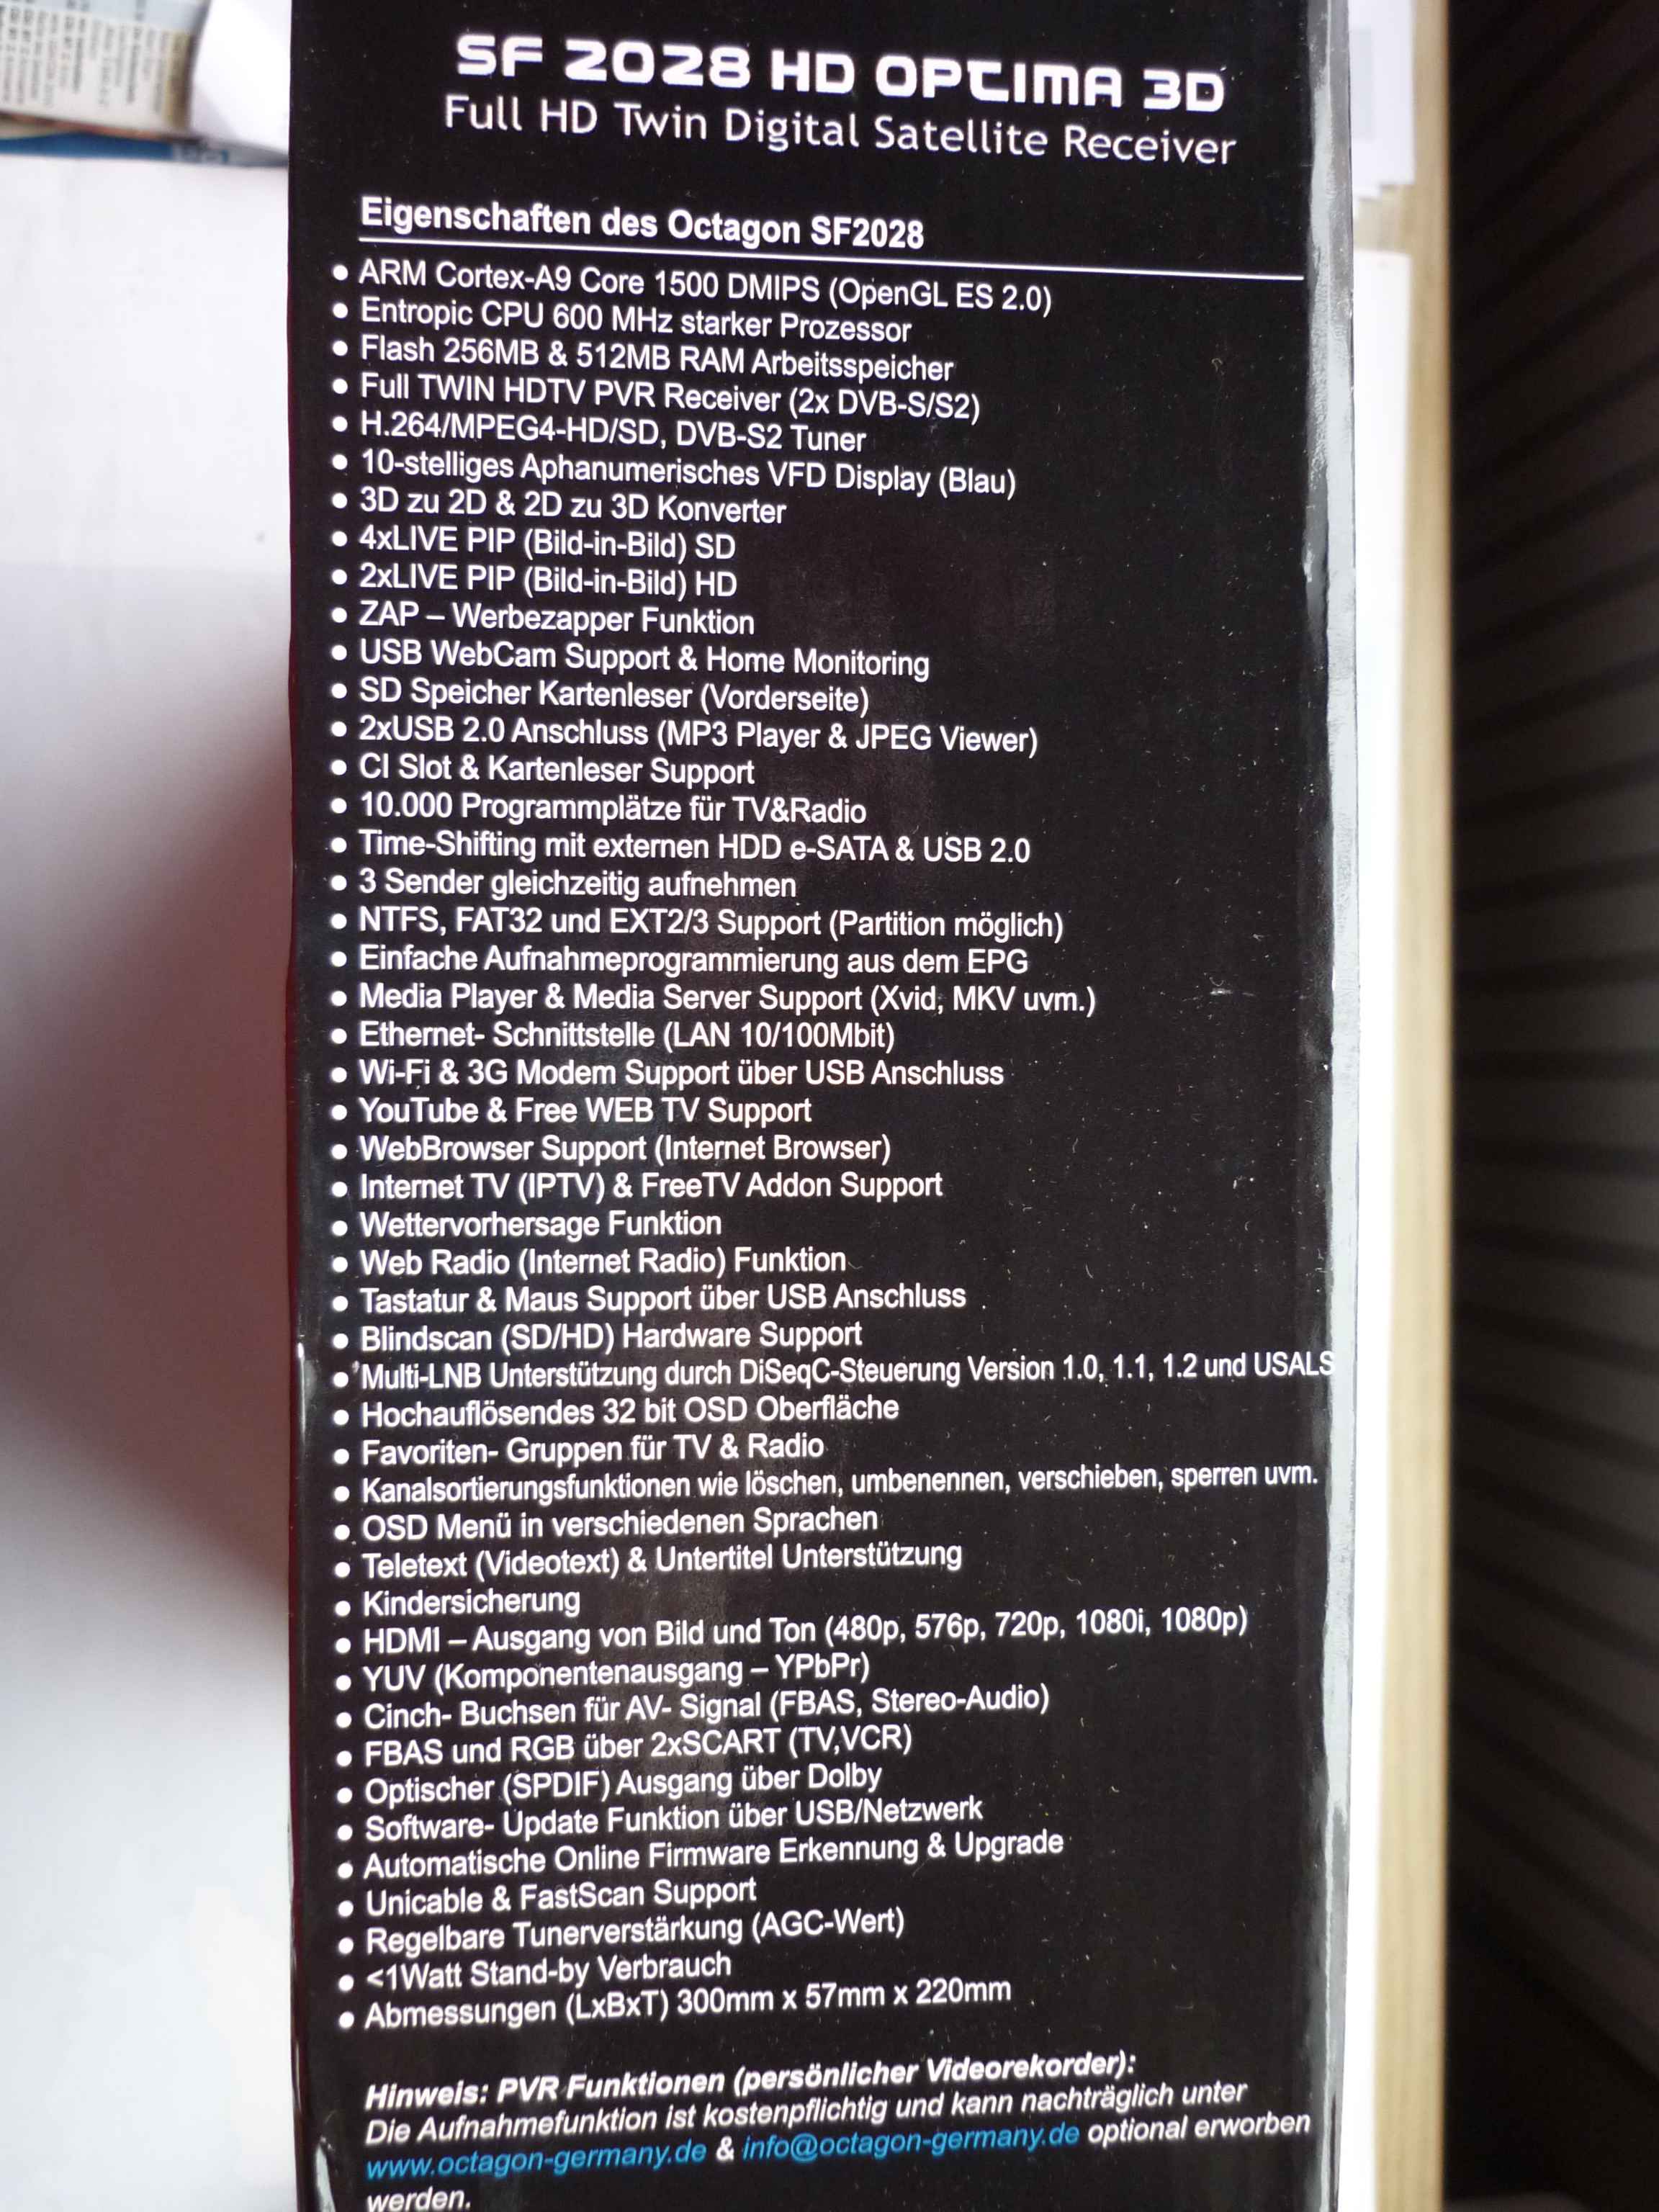 SF 2028 HD OPTIMA 3D
Full HD Twin Digital Satellite Receiver
Eigenschaften des Octagon SF2028
● ARM Cortex-A9 Core 1500 DMIPS (OpenGL ES 2.0)
● Entropic CPU 600 MHz starker Prozessor
● Flash 256MB & 512MB RAM Arbeitsspeicher
● Full TWIN HDTV PVR Receiver (2x DVB-S/S2)
● H.264/MPEG4-HD/SD, DVB-S2 Tuner
● 10-stelliges Aphanumerisches VFD Display (Blau)
● 3D zu 2D & 2D zu 3D Konverter
● 4xLIVE PIP (Bild-in-Bild) SD
● 2xLIVE PIP (Bild-in-Bild) HD
● ZAP – Werbezapper Funktion
● USB WebCam Support & Home Monitoring
● SD Speicher Kartenleser (Vorderseite)
● 2xUSB 2.0 Anschluss (MP3 Player & JPEG Viewer)
● CI Slot & Kartenleser Support
● 10.000 Programmplätze für TV&Radio
● Time-Shifting mit externen HDD e-SATA & USB 2.0
● 3 Sender gleichzeitig aufnehmen
● NTFS, FAT32 und EXT2/3 Support (Partition möglich)
● Einfache Aufnahmeprogrammierung aus dem EPG
● Media Player & Media Server Support (Xvid, MKV uvm.)
● Ethernet- Schnittstelle (LAN 10/100Mbit)
● Wi-Fi & 3G Modem Support über USB Anschluss
● YouTube & Free WEB TV Support
● WebBrowser Support (Internet Browser)
● Internet TV (IPTV) & FreeTV Addon Support
● Wettervorhersage Funktion
● Web Radio (Internet Radio) Funktion
● Tastatur & Maus Support über USB Anschluss
● Blindscan (SD/HD) Hardware Support
● Multi-LNB Unterstützung durch DiSeqC-Steuerung Version 1.0, 1.1, 1.2 und USALS
● Hochauflösendes 32 bit OSD Oberfläche
● Favoriten- Gruppen für TV & Radio
● Kanalsortierungsfunktionen wie löschen, umbenennen, verschieben, sperren uvm.
● OSD Menü in verschiedenen Sprachen
● Teletext (Videotext) & Untertitel Unterstützung
● Kindersicherung
● HDMI – Ausgang von Bild und Ton (480p, 576p, 720p, 1080i, 1080p)
● YUV (Komponentenausgang – YPbPr)
● Cinch- Buchsen für AV- Signal (FBAS, Stereo-Audio)
● FBAS und RGB über 2xSCART (TV,VCR)
● Optischer (SPDIF) Ausgang über Dolby
● Software- Update Funktion über USB/Netzwerk
● Automatische Online Firmware Erkennung & Upgrade
● Unicable & FastScan Support
● Regelbare Tunerverstärkung (AGC-Wert)
● <1Watt Stand-by Verbrauch
● Abmessungen (LxBxT) 300mm x 57mm x 220mm
Hinweis: PVR Funktionen (persönlicher Videorekorder):
Die Aufnahmefunktion ist kostenpflichtig und kann nachträglich unter
www.octagon-germany.de & info@octagon-germany.de optional erworben
werden.